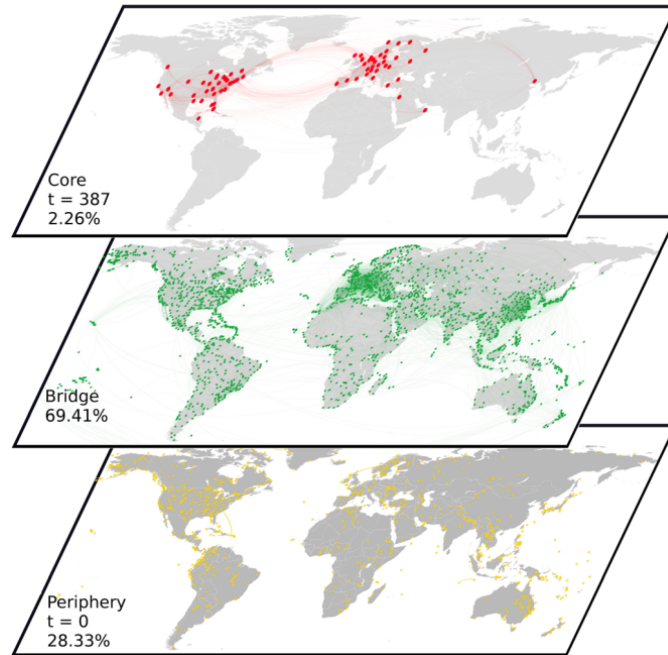 Core
t = 387
2.26%
Bridge
69.41%
Periphery
t = 0
28.33%